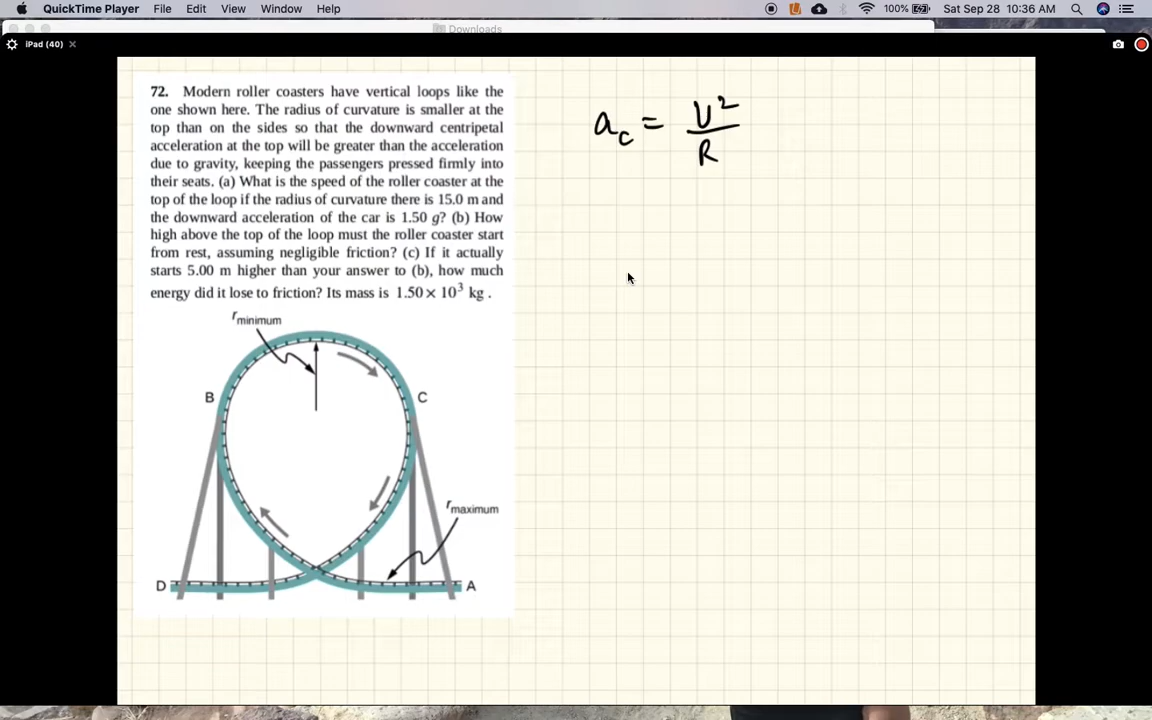 QuickTime Player File Edit View Window Help 100% Sat Sep 28 10:36 AM
Downloads
iPad (40)
72. Modern roller coasters have vertical loops like the
one shown here. The radius of curvature is smaller at the
top than on the sides so that the downward centripetal
acceleration at the top will be greater than the acceleration
due to gravity, keeping the passengers pressed firmly into
their seats. (a) What is the speed of the roller coaster at the
top of the loop if the radius of curvature there is 15.0 m and
the downward acceleration of the car is 1.50 g? (b) How
high above the top of the loop must the roller coaster start
from rest, assuming negligible friction? (c) If it actually
starts 5.00 m higher than your answer to (b), how much
energy did it lose to friction? Its mass is 1.50 × 10³ kg .
a_c = v²/R
r_minimum
B
C
r_maximum
D
A